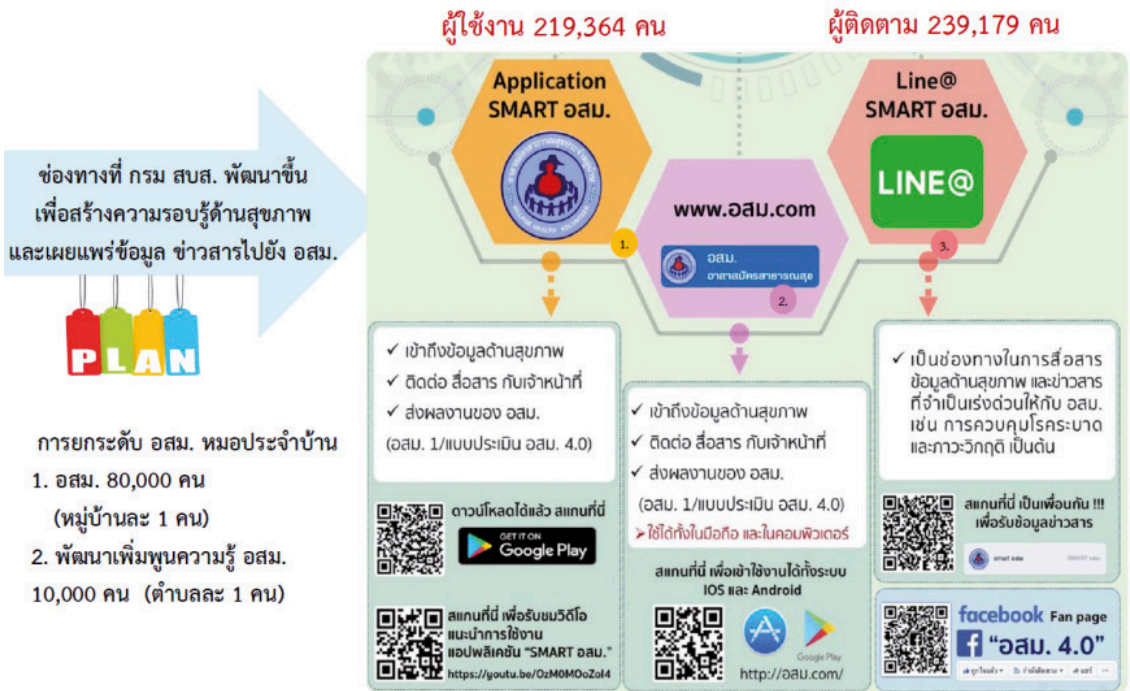 ผู้ใช้งาน 219,364 คน
ผู้ติดตาม 239,179 คน
ช่องทางที่ กรม สบส. พัฒนาขึ้น
เพื่อสร้างความรอบรู้ด้านสุขภาพ
และเผยแพร่ข้อมูล ข่าวสารไปยัง อสม.
PLAN
การยกระดับ อสม. หมอประจำบ้าน
1. อสม. 80,000 คน
(หมู่บ้านละ 1 คน)
2. พัฒนาเพิ่มพูนความรู้ อสม.
10,000 คน (ตำบลละ 1 คน)
Application
SMART อสม.
1.
✓ เข้าถึงข้อมูลด้านสุขภาพ
✓ ติดต่อ สื่อสาร กับเจ้าหน้าที่
✓ ส่งผลงานของ อสม.
(อสม. 1/แบบประเมิน อสม. 4.0)
ดาวน์โหลดได้แล้ว สแกนที่นี่
GET IT ON
Google Play
สแกนที่นี่ เพื่อรับชมวิดีโอ
แนะนำการใช้งาน
แอปพลิเคชัน "SMART อสม."
www.อสม.com
อสม.
อาสาสมัครสาธารณสุข
2.
✓ เข้าถึงข้อมูลด้านสุขภาพ
✓ ติดต่อ สื่อสาร กับเจ้าหน้าที่
✓ ส่งผลงานของ อสม.
(อสม. 1/แบบประเมิน อสม. 4.0)
➤ใช้ได้ทั้งในมือถือ และในคอมพิวเตอร์
สแกนที่นี่ เพื่อเข้าใช้งานได้ทั้งระบบ
IOS และ Android
Google Play
http://อสม.com/
Line@
SMART อสม.
LINE@
3.
✓ เป็นช่องทางในการสื่อสาร
ข้อมูลด้านสุขภาพ และข่าวสาร
ที่จำเป็นเร่งด่วนให้กับ อสม.
เช่น การควบคุมโรคระบาด
และภาวะวิกฤติ เป็นต้น
สแกนที่นี่ เป็นเพื่อนกัน !!!
เพื่อรับข้อมูลข่าวสาร
smart อสม
SMART อสม.
facebook Fan page
"อสม. 4.0"